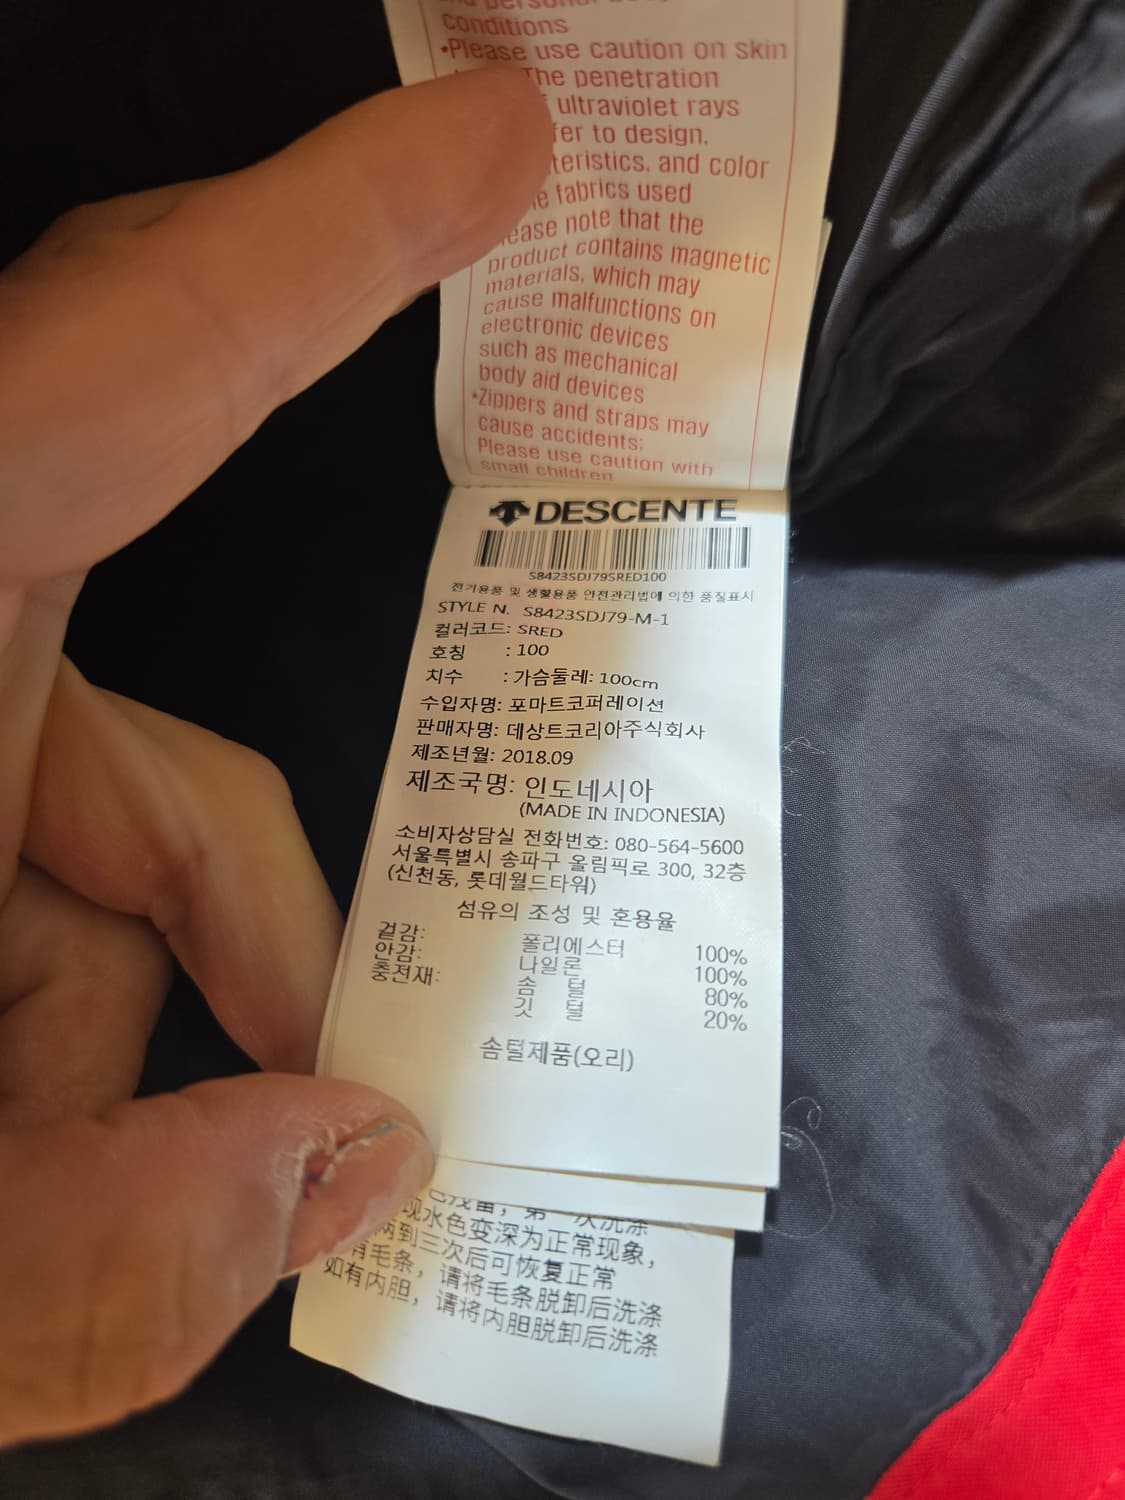 Conditions
•Please use caution on skin
The penetration
ultraviolet rays
to design,
and color
fabrics used
note that the
product contains magnetic
materials, which may
cause malfunctions on
electronic devices
such as mechanical
body aid devices
•Zippers and straps may
cause accidents;
Please use caution with
small children
DESCENTE
S8423SDJ79SRED100
전기용품 및 생활용품 안전관리법에 의한 품질표시
STYLE N. S8423SDJ79-M-1
컬러코드: SRED
호칭 : 100
치수 : 가슴둘레: 100cm
수입자명: 포마트코퍼레이션
판매자명: 데상트코리아주식회사
제조년월: 2018.09
제조국명: 인도네시아
(MADE IN INDONESIA)
소비자상담실 전화번호: 080-564-5600
서울특별시 송파구 올림픽로 300, 32층
(신천동, 롯데월드타워)
섬유의 조성 및 혼용율
겉감: 폴리에스터 100%
안감: 나일론 100%
충전재: 솜 털 80%
깃 털 20%
솜털제품(오리)
现水色变深为正常现象，
两到三次后可恢复正常
有毛条，请将毛条脱卸后洗涤
如有内胆，请将内胆脱卸后洗涤